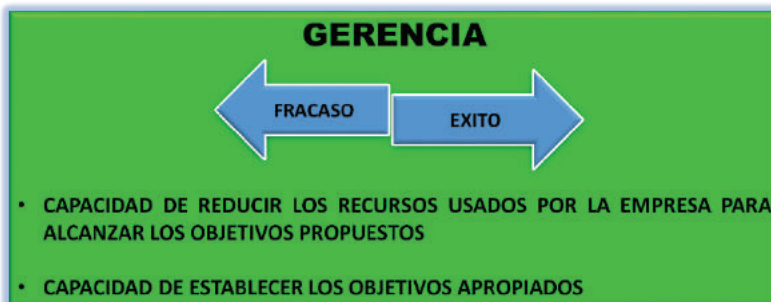 GERENCIA
FRACASO
EXITO
• CAPACIDAD DE REDUCIR LOS RECURSOS USADOS POR LA EMPRESA PARA
ALCANZAR LOS OBJETIVOS PROPUESTOS
• CAPACIDAD DE ESTABLECER LOS OBJETIVOS APROPIADOS